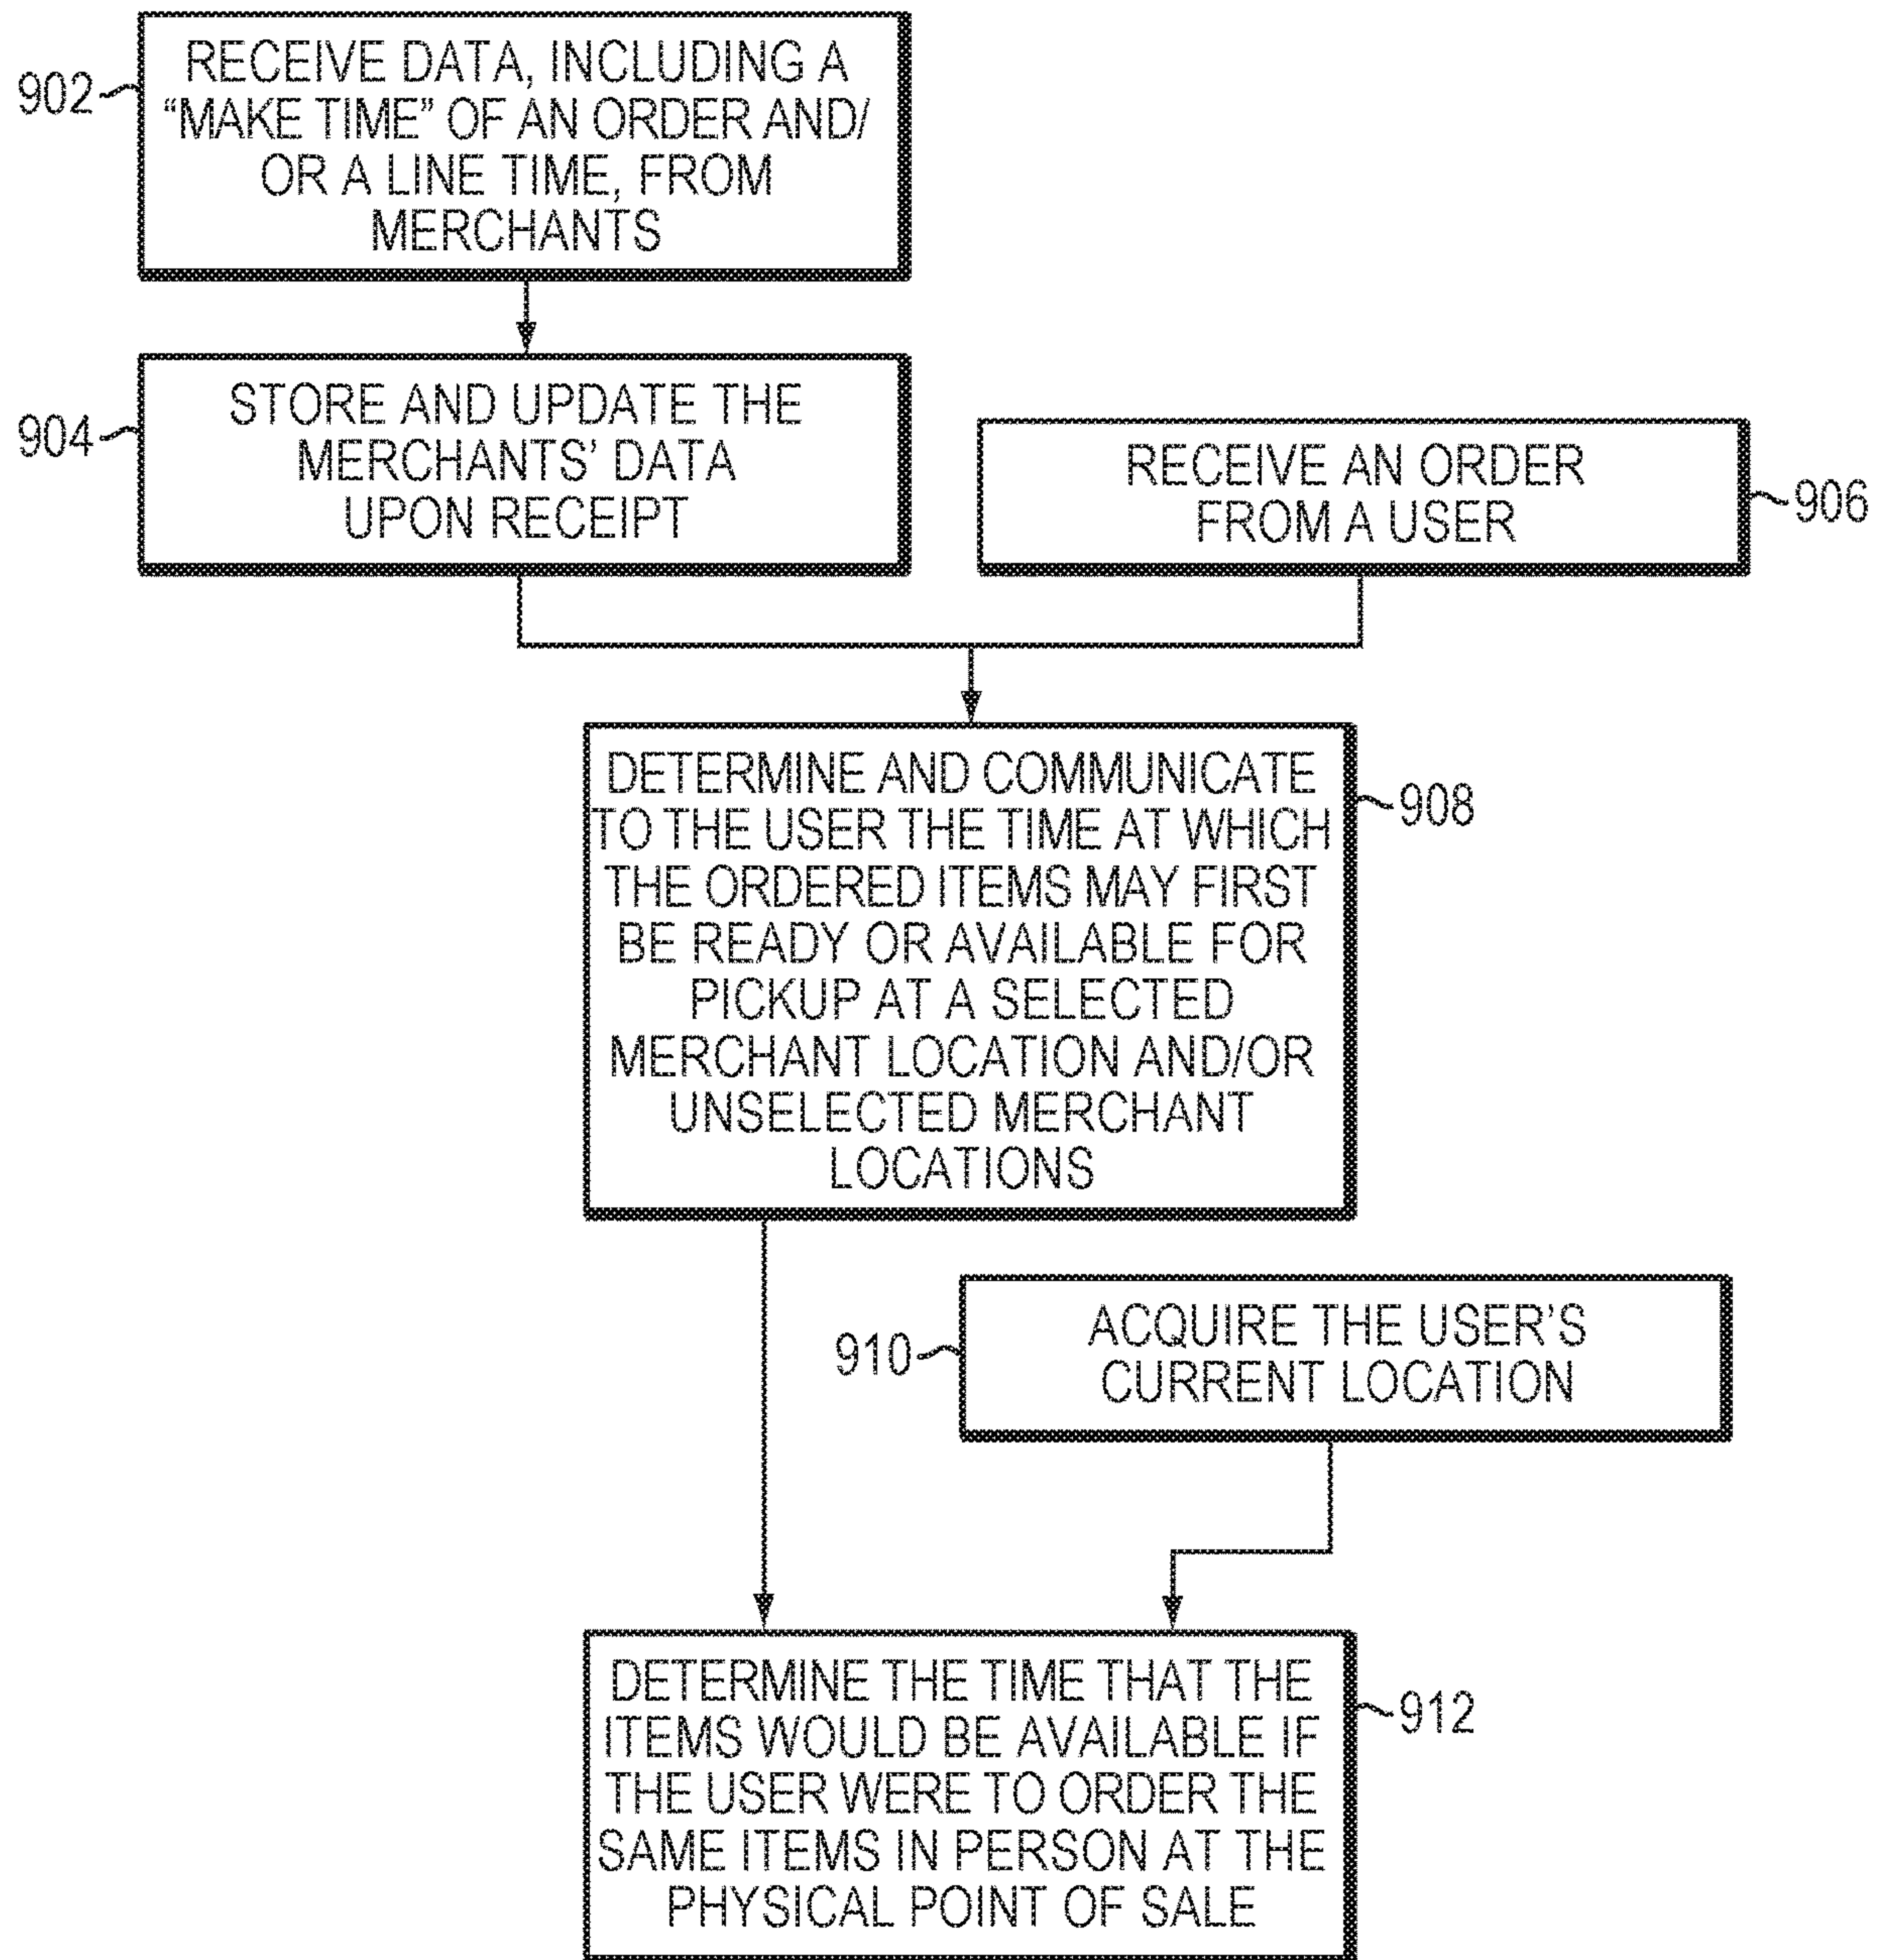 902
RECEIVE DATA, INCLUDING A
“MAKE TIME” OF AN ORDER AND/
OR A LINE TIME, FROM
MERCHANTS
904
STORE AND UPDATE THE
MERCHANTS’ DATA
UPON RECEIPT
RECEIVE AN ORDER
FROM A USER
906
DETERMINE AND COMMUNICATE
TO THE USER THE TIME AT WHICH
THE ORDERED ITEMS MAY FIRST
BE READY OR AVAILABLE FOR
PICKUP AT A SELECTED
MERCHANT LOCATION AND/OR
UNSELECTED MERCHANT
LOCATIONS
908
910
ACQUIRE THE USER’S
CURRENT LOCATION
DETERMINE THE TIME THAT THE
ITEMS WOULD BE AVAILABLE IF
THE USER WERE TO ORDER THE
SAME ITEMS IN PERSON AT THE
PHYSICAL POINT OF SALE
912